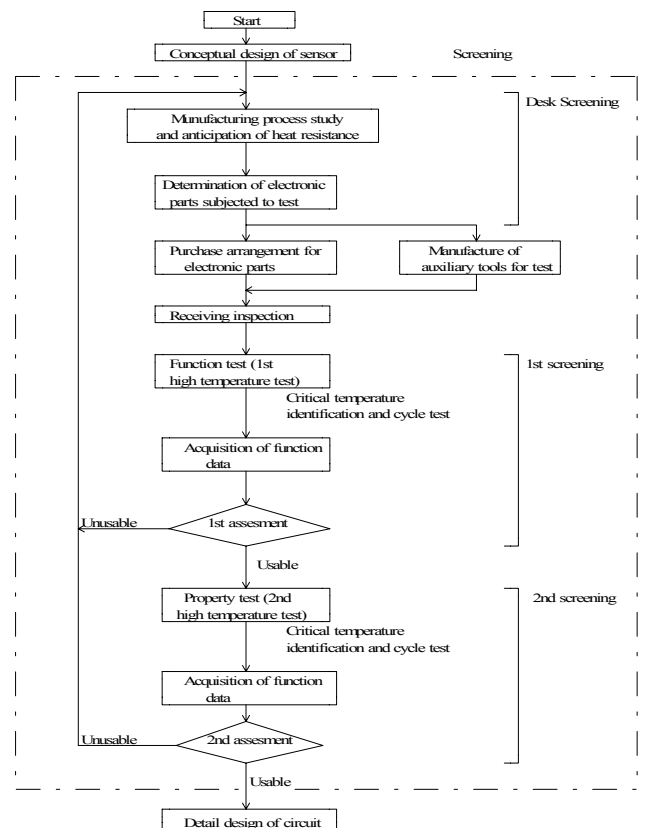 Start
Conceptual design of sensor
Screening
Desk Screening
Munufacturing process study
and anticipation of heat resistance
Determination of electronic
parts subjected to test
Purchase arrangement for
electronic parts
Manufacture of
auxiliary tools for test
Receiving inspection
Function test (1st
high temperature test)
1st screening
Critical temperature
identification and cycle test
Acquisition of function
data
1st assesment
Unusable
Usable
Property test (2nd
high temperature test)
2nd screening
Critical temperature
identification and cycle test
Acquisition of function
data
2nd assesment
Unusable
Usable
Detail design of circuit